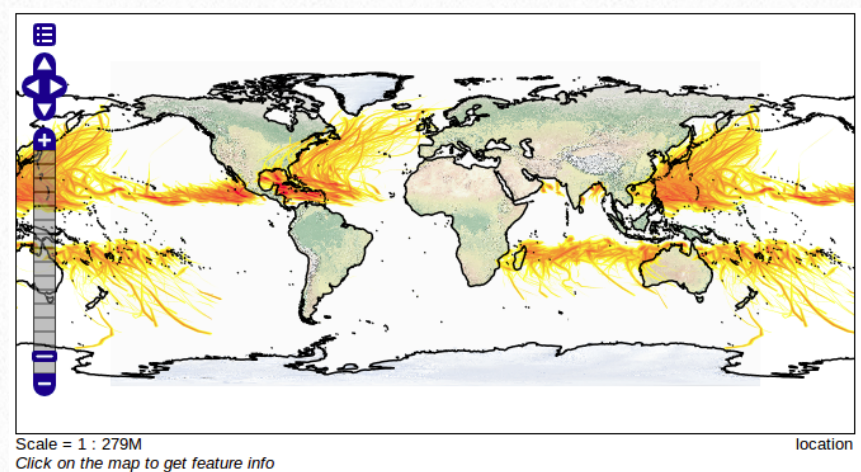 Scale = 1 : 279M
location
Click on the map to get feature info